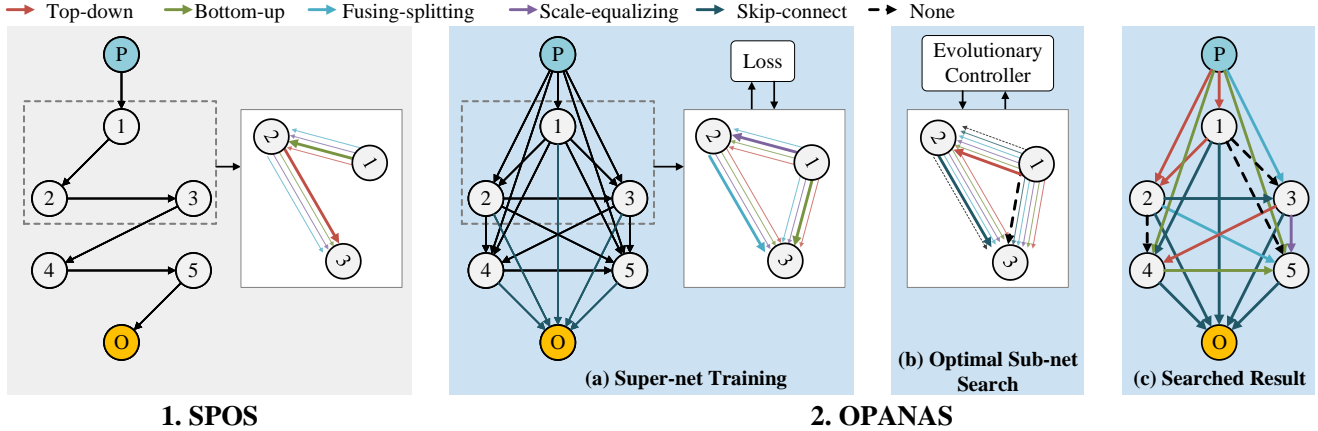 Top-down Bottom-up Fusing-splitting Scale-equalizing Skip-connect None
P
1
2 3
4 5
O
2 1
3
1. SPOS
P
1
2 3
4 5
O
Loss
2 1
3
(a) Super-net Training
Evolutionary
Controller
2 1
3
(b) Optimal Sub-net
Search
P
1
2 3
4 5
O
(c) Searched Result
2. OPANAS